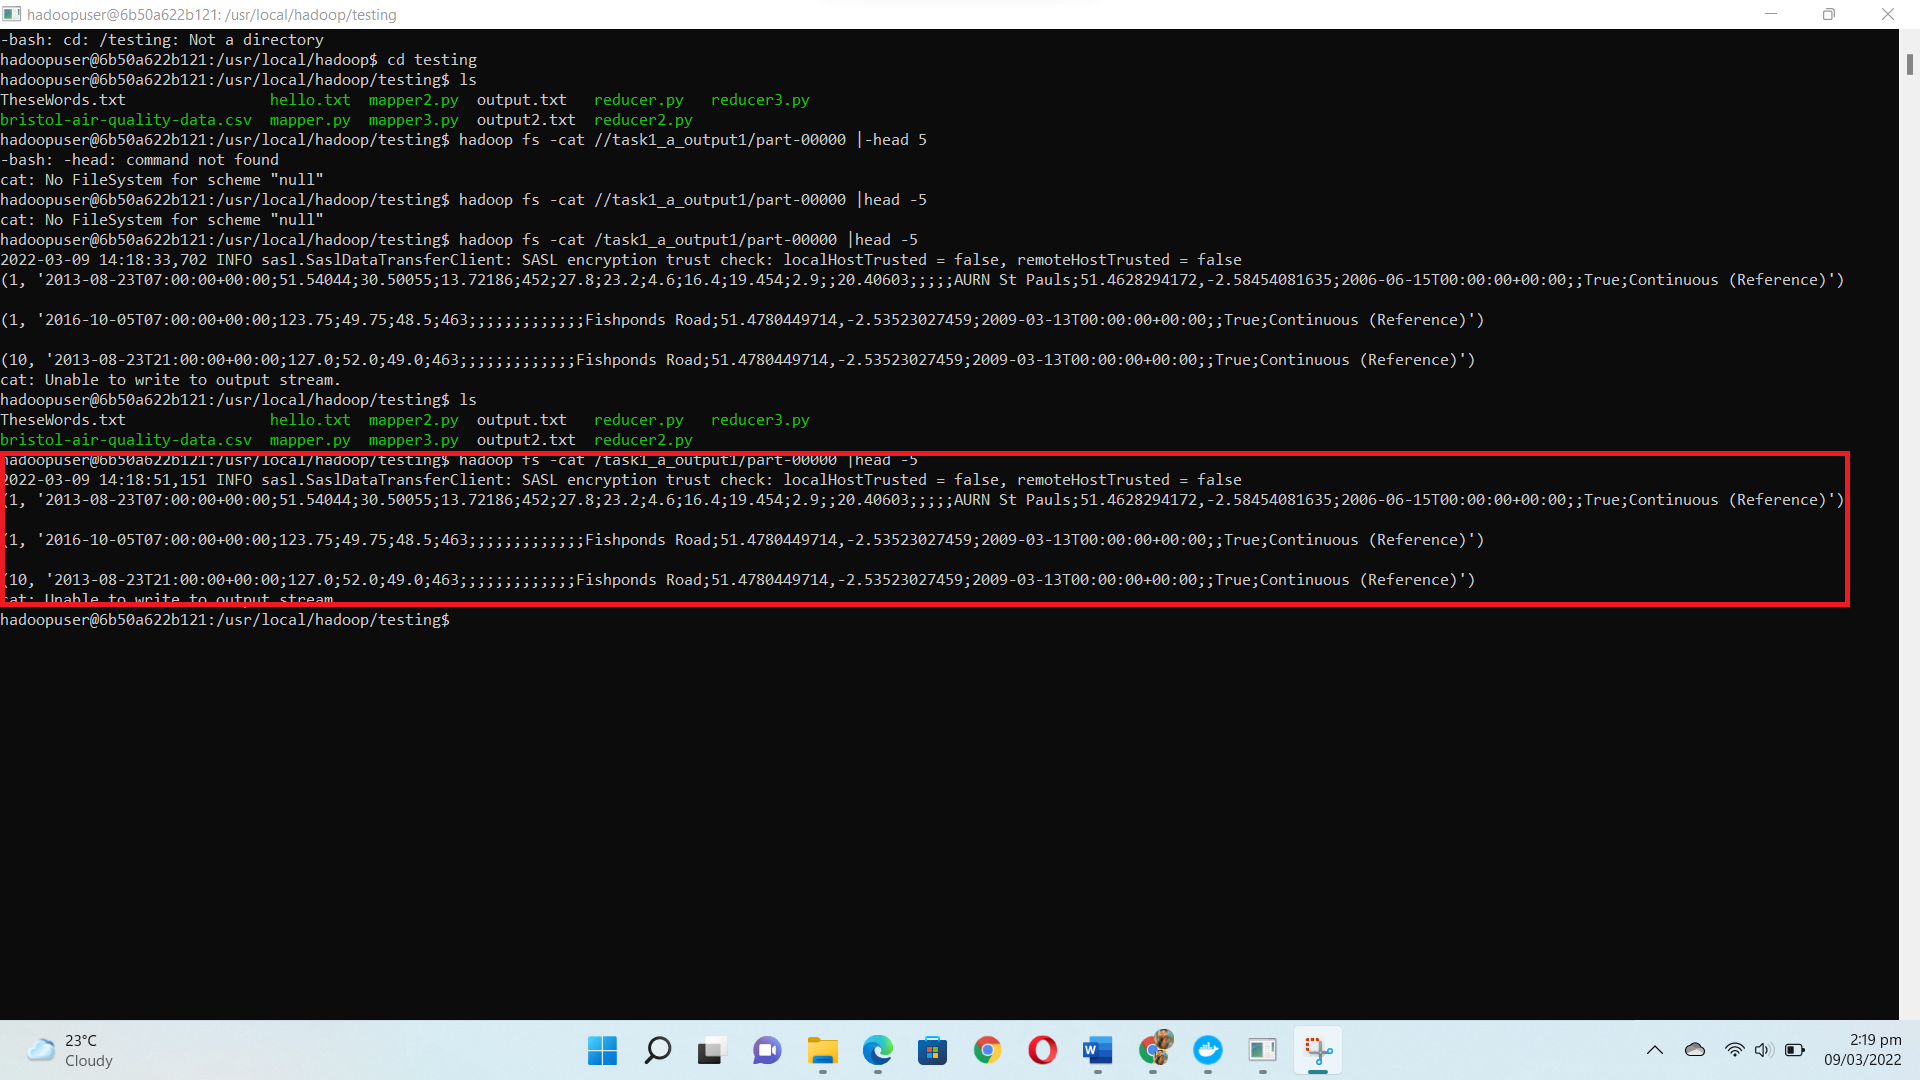 hadoopuser@6b50a622b121: /usr/local/hadoop/testing
-bash: cd: /testing: Not a directory
hadoopuser@6b50a622b121:/usr/local/hadoop$ cd testing
hadoopuser@6b50a622b121:/usr/local/hadoop/testing$ ls
TheseWords.txt                hello.txt  mapper2.py  output.txt   reducer.py   reducer3.py
bristol-air-quality-data.csv  mapper.py  mapper3.py  output2.txt  reducer2.py
hadoopuser@6b50a622b121:/usr/local/hadoop/testing$ hadoop fs -cat //task1_a_output1/part-00000 |-head 5
-bash: -head: command not found
cat: No FileSystem for scheme "null"
hadoopuser@6b50a622b121:/usr/local/hadoop/testing$ hadoop fs -cat //task1_a_output1/part-00000 |head -5
cat: No FileSystem for scheme "null"
hadoopuser@6b50a622b121:/usr/local/hadoop/testing$ hadoop fs -cat /task1_a_output1/part-00000 |head -5
2022-03-09 14:18:33,702 INFO sasl.SaslDataTransferClient: SASL encryption trust check: localHostTrusted = false, remoteHostTrusted = false
(1, '2013-08-23T07:00:00+00:00;51.54044;30.50055;13.72186;452;27.8;23.2;4.6;16.4;19.454;2.9;;20.40603;;;;;AURN St Pauls;51.4628294172,-2.58454081635;2006-06-15T00:00:00+00:00;;True;Continuous (Reference)')
(1, '2016-10-05T07:00:00+00:00;123.75;49.75;48.5;463;;;;;;;;;;;;;Fishponds Road;51.4780449714,-2.53523027459;2009-03-13T00:00:00+00:00;;True;Continuous (Reference)')
(10, '2013-08-23T21:00:00+00:00;127.0;52.0;49.0;463;;;;;;;;;;;;;Fishponds Road;51.4780449714,-2.53523027459;2009-03-13T00:00:00+00:00;;True;Continuous (Reference)')
cat: Unable to write to output stream.
hadoopuser@6b50a622b121:/usr/local/hadoop/testing$ ls
TheseWords.txt                hello.txt  mapper2.py  output.txt   reducer.py   reducer3.py
bristol-air-quality-data.csv  mapper.py  mapper3.py  output2.txt  reducer2.py
hadoopuser@6b50a622b121:/usr/local/hadoop/testing$ hadoop fs -cat /task1_a_output1/part-00000 |head -5
2022-03-09 14:18:51,151 INFO sasl.SaslDataTransferClient: SASL encryption trust check: localHostTrusted = false, remoteHostTrusted = false
(1, '2013-08-23T07:00:00+00:00;51.54044;30.50055;13.72186;452;27.8;23.2;4.6;16.4;19.454;2.9;;20.40603;;;;;AURN St Pauls;51.4628294172,-2.58454081635;2006-06-15T00:00:00+00:00;;True;Continuous (Reference)')
(1, '2016-10-05T07:00:00+00:00;123.75;49.75;48.5;463;;;;;;;;;;;;;Fishponds Road;51.4780449714,-2.53523027459;2009-03-13T00:00:00+00:00;;True;Continuous (Reference)')
(10, '2013-08-23T21:00:00+00:00;127.0;52.0;49.0;463;;;;;;;;;;;;;Fishponds Road;51.4780449714,-2.53523027459;2009-03-13T00:00:00+00:00;;True;Continuous (Reference)')
cat: Unable to write to output stream.
hadoopuser@6b50a622b121:/usr/local/hadoop/testing$
23°C
Cloudy
2:19 pm
09/03/2022